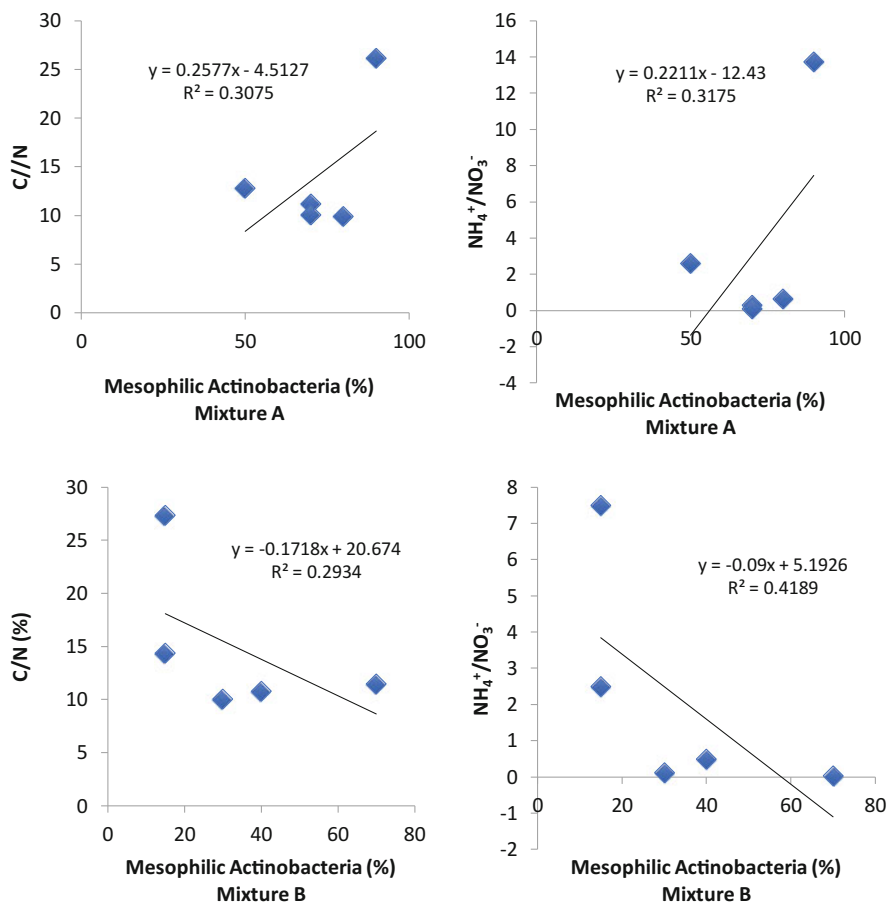 30
25
20
15
10
5
0
C//N
y = 0.2577x - 4.5127
R² = 0.3075
0 50 100
Mesophilic Actinobacteria (%)
Mixture A
16
14
12
10
8
6
4
2
0
-2
-4
NH₄⁺/NO₃⁻
y = 0.2211x - 12.43
R² = 0.3175
0 50 100
Mesophilic Actinobacteria (%)
Mixture A
30
25
20
15
10
5
0
C/N (%)
y = -0.1718x + 20.674
R² = 0.2934
0 20 40 60 80
Mesophilic Actinobacteria (%)
Mixture B
8
7
6
5
4
3
2
1
0
-1
-2
NH₄⁺/NO₃⁻
y = -0.09x + 5.1926
R² = 0.4189
0 20 40 60 80
Mesophilic Actinobacteria (%)
Mixture B